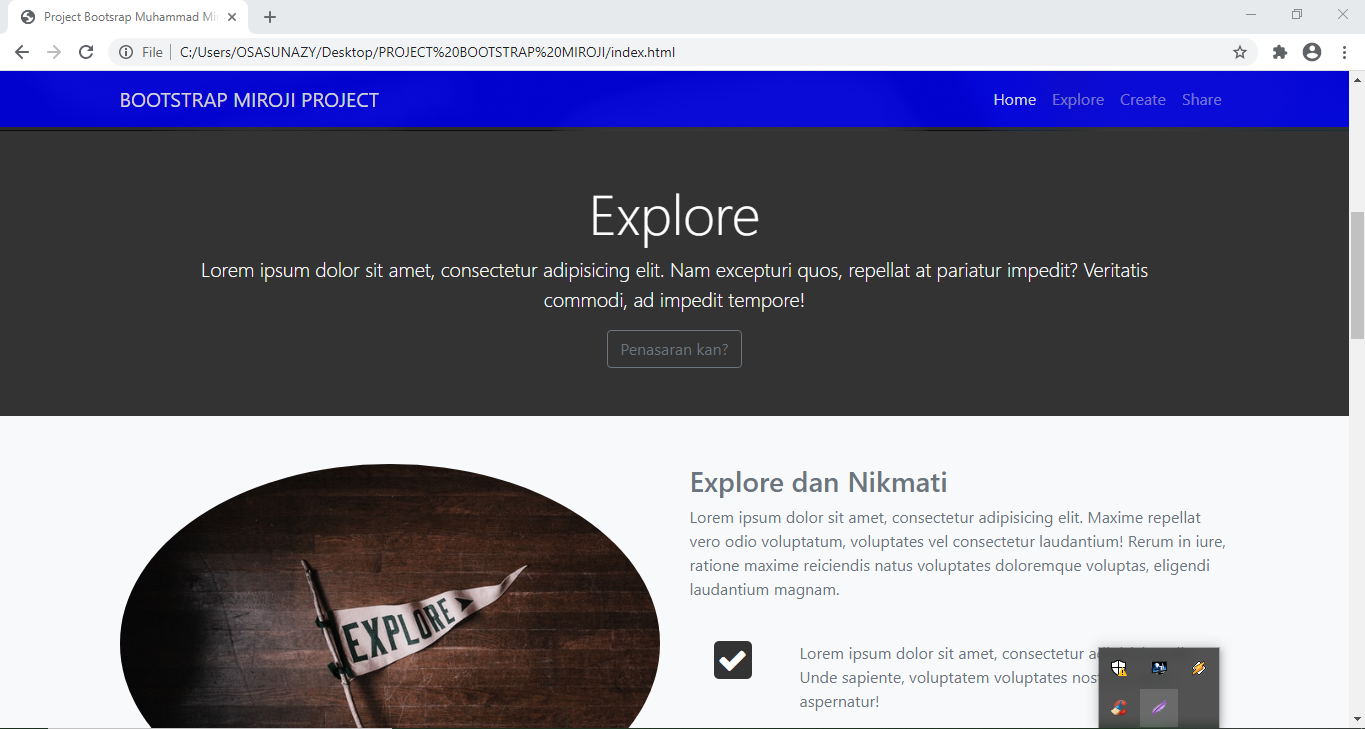 Project Bootsrap Muhammad Mir
File
C:/Users/OSASUNAZY/Desktop/PROJECT%20BOOTSTRAP%20MIROJI/index.html
BOOTSTRAP MIROJI PROJECT
Home Explore Create Share
Explore
Lorem ipsum dolor sit amet, consectetur adipisicing elit. Nam excepturi quos, repellat at pariatur impedit? Veritatis
commodi, ad impedit tempore!
Penasaran kan?
EXPLORE
Explore dan Nikmati
Lorem ipsum dolor sit amet, consectetur adipisicing elit. Maxime repellat
vero odio voluptatum, voluptates vel consectetur laudantium! Rerum in iure,
ratione maxime reiciendis natus voluptates doloremque voluptas, eligendi
laudantium magnam.
Lorem ipsum dolor sit amet, consectetur
Unde sapiente, voluptatem voluptates
aspernatur!